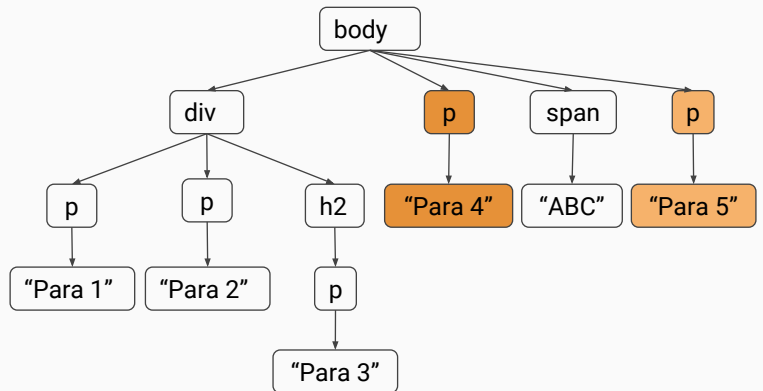 body
div
p
span
p
p
p
h2
“Para 4”
“ABC”
“Para 5”
“Para 1”
“Para 2”
p
“Para 3”